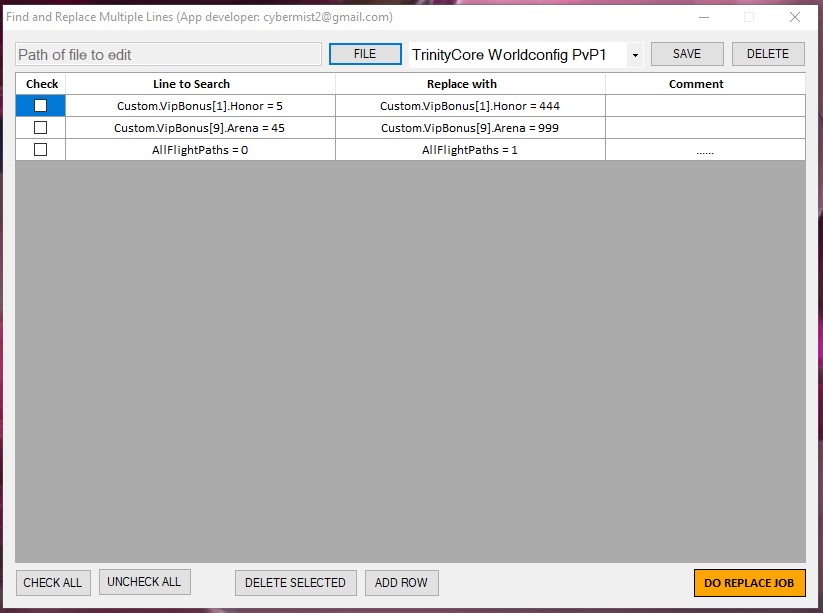 Find and Replace Multiple Lines (App developer: cybermist2@gmail.com)
Path of file to edit FILE TrinityCore Worldconfig PvP1 SAVE DELETE
Check Line to Search Replace with Comment
Custom.VipBonus[1].Honor = 5 Custom.VipBonus[1].Honor = 444
Custom.VipBonus[9].Arena = 45 Custom.VipBonus[9].Arena = 999
AllFlightPaths = 0 AllFlightPaths = 1 ......
CHECK ALL UNCHECK ALL DELETE SELECTED ADD ROW DO REPLACE JOB